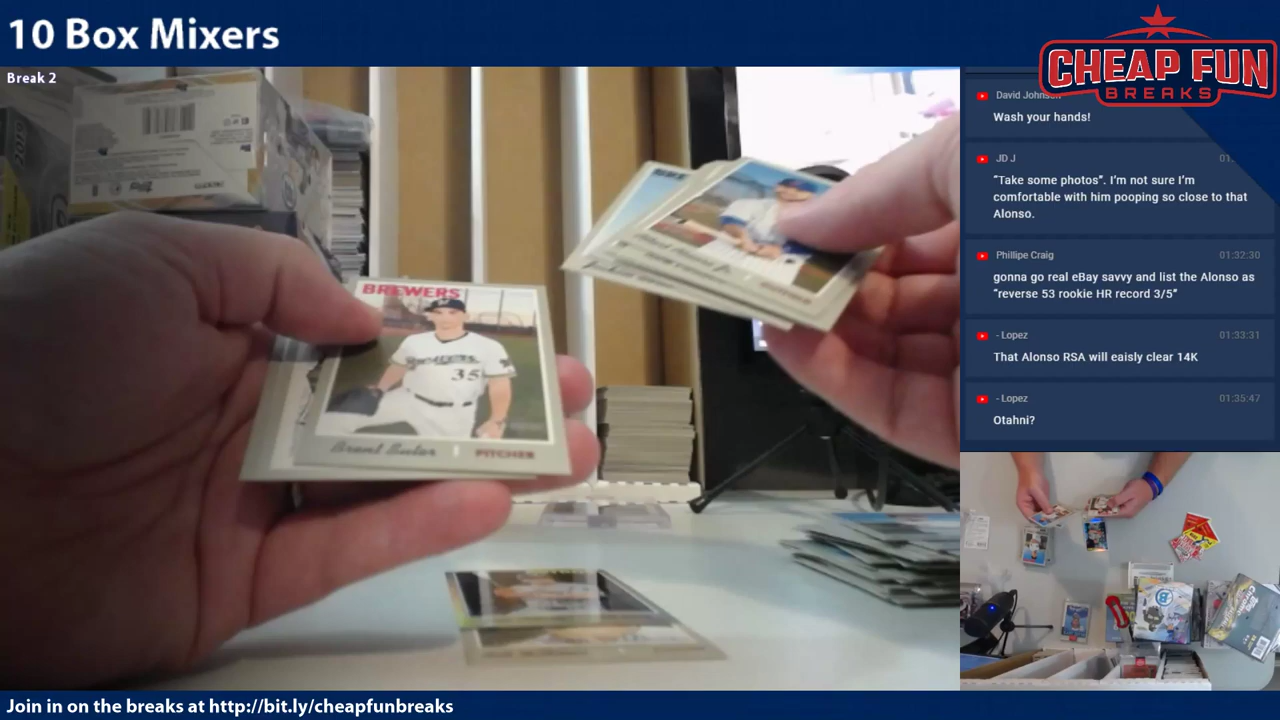 10 Box Mixers
CHEAP FUN
BREAKS
Break 2
David Johnson
Wash your hands!
JD J
“Take some photos”. I'm not sure I'm
comfortable with him pooping so close to that
Alonso.
Phillipe Craig 01:32:30
gonna go real eBay savvy and list the Alonso as
“reverse 53 rookie HR record 3/5”
- Lopez 01:33:31
That Alonso RSA will eaisly clear 14K
- Lopez 01:35:47
Otahni?
2019
BREWERS
Brewers
35
Brent Suter PITCHER
Join in on the breaks at http://bit.ly/cheapfunbreaks